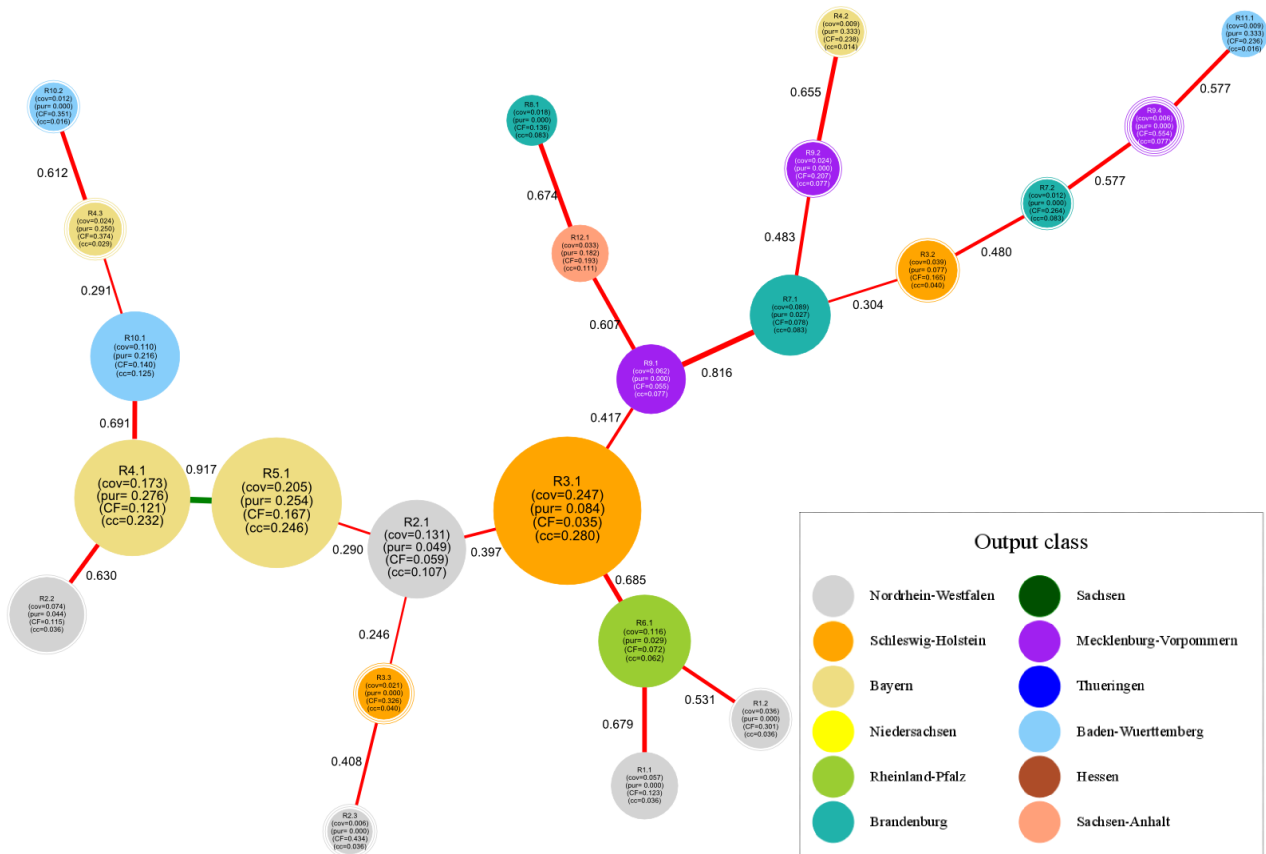 R4.2
(cov=0.009)
(pur= 0.333)
(CF=0.238)
(cc=0.014)
R11.1
(cov=0.009)
(pur= 0.333)
(CF=0.236)
(cc=0.016)
0.655
0.577
R10.2
(cov=0.012)
(pur= 0.000)
(CF=0.351)
(cc=0.016)
R8.1
(cov=0.018)
(pur= 0.000)
(CF=0.136)
(cc=0.083)
R9.4
(cov=0.006)
(pur= 0.000)
(CF=0.554)
(cc=0.077)
0.612
0.674
R9.2
(cov=0.024)
(pur= 0.000)
(CF=0.207)
(cc=0.077)
0.577
R7.2
(cov=0.012)
(pur= 0.000)
(CF=0.264)
(cc=0.083)
R4.3
(cov=0.024)
(pur= 0.250)
(CF=0.374)
(cc=0.029)
R12.1
(cov=0.033)
(pur= 0.182)
(CF=0.193)
(cc=0.111)
0.483
0.480
R3.2
(cov=0.039)
(pur= 0.077)
(CF=0.165)
(cc=0.040)
0.291
0.304
R7.1
(cov=0.089)
(pur= 0.027)
(CF=0.078)
(cc=0.083)
0.607
R10.1
(cov=0.110)
(pur= 0.216)
(CF=0.140)
(cc=0.125)
0.816
R9.1
(cov=0.062)
(pur= 0.000)
(CF=0.055)
(cc=0.077)
0.691
0.417
0.917
R4.1
(cov=0.173)
(pur= 0.276)
(CF=0.121)
(cc=0.232)
R5.1
(cov=0.205)
(pur= 0.254)
(CF=0.167)
(cc=0.246)
R3.1
(cov=0.247)
(pur= 0.084)
(CF=0.035)
(cc=0.280)
R2.1
(cov=0.131)
(pur= 0.049)
(CF=0.059)
(cc=0.107)
0.290
0.397
0.630
0.685
R2.2
(cov=0.074)
(pur= 0.044)
(CF=0.115)
(cc=0.036)
0.246
R6.1
(cov=0.116)
(pur= 0.029)
(CF=0.072)
(cc=0.062)
R3.3
(cov=0.021)
(pur= 0.000)
(CF=0.326)
(cc=0.040)
0.531
0.679
R1.2
(cov=0.036)
(pur= 0.000)
(CF=0.301)
(cc=0.036)
0.408
R1.1
(cov=0.057)
(pur= 0.000)
(CF=0.123)
(cc=0.036)
R2.3
(cov=0.006)
(pur= 0.000)
(CF=0.434)
(cc=0.036)
Output class
Nordrhein-Westfalen
Schleswig-Holstein
Bayern
Niedersachsen
Rheinland-Pfalz
Brandenburg
Sachsen
Mecklenburg-Vorpommern
Thueringen
Baden-Wuerttemberg
Hessen
Sachsen-Anhalt